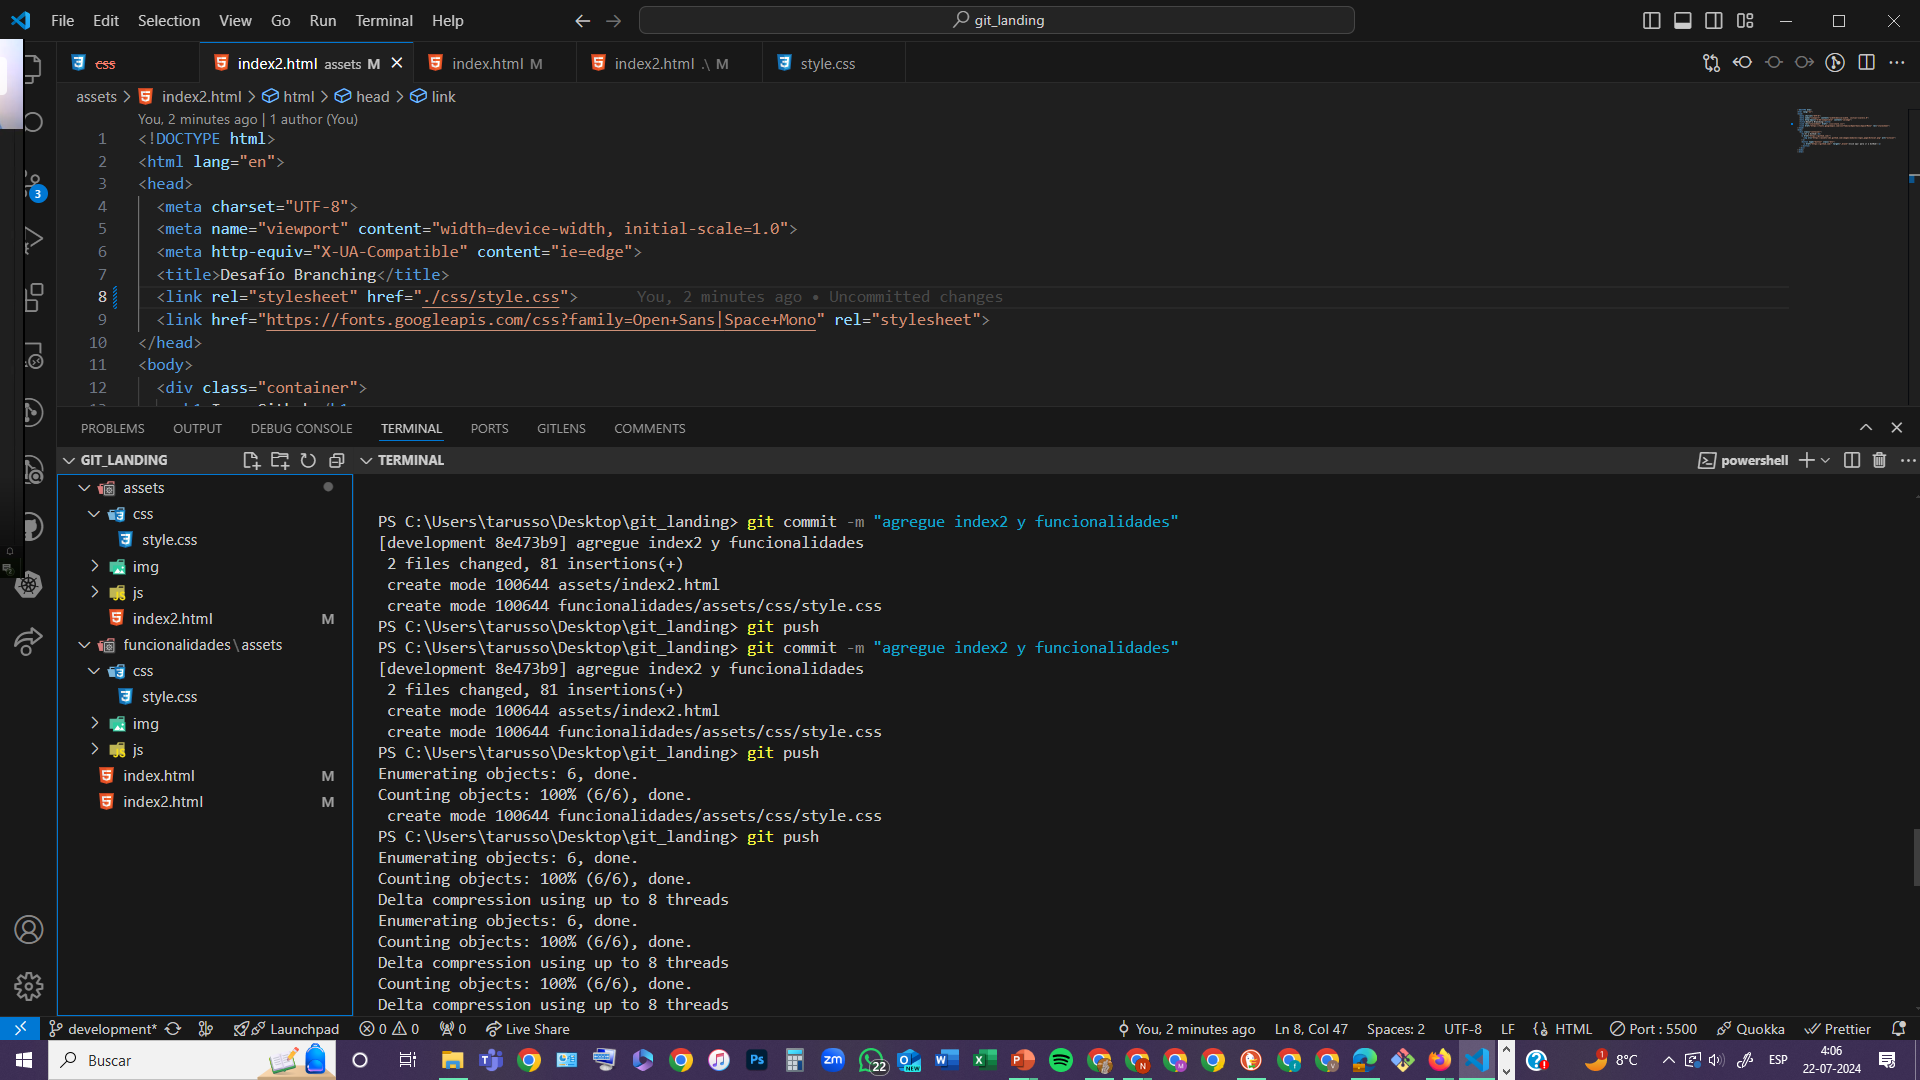 File Edit Selection View Go Run Terminal Help
git_landing
css
index2.html assets M
index.html M
index2.html .\ M
style.css
assets > index2.html > html > head > link
You, 2 minutes ago | 1 author (You)
1 <!DOCTYPE html>
2 <html lang="en">
3 <head>
4 <meta charset="UTF-8">
5 <meta name="viewport" content="width=device-width, initial-scale=1.0">
6 <meta http-equiv="X-UA-Compatible" content="ie=edge">
7 <title>Desafío Branching</title>
8 <link rel="stylesheet" href="./css/style.css"> You, 2 minutes ago • Uncommitted changes
9 <link href="https://fonts.googleapis.com/css?family=Open+Sans|Space+Mono" rel="stylesheet">
10 </head>
11 <body>
12 <div class="container">
3
PROBLEMS OUTPUT DEBUG CONSOLE TERMINAL PORTS GITLENS COMMENTS
GIT_LANDING
TERMINAL
powershell
assets
css
style.css
img
js
index2.html M
funcionalidades\assets
css
style.css
img
js
index.html M
index2.html M
PS C:\Users\tarusso\Desktop\git_landing> git commit -m "agregue index2 y funcionalidades"
[development 8e473b9] agregue index2 y funcionalidades
2 files changed, 81 insertions(+)
create mode 100644 assets/index2.html
create mode 100644 funcionalidades/assets/css/style.css
PS C:\Users\tarusso\Desktop\git_landing> git push
PS C:\Users\tarusso\Desktop\git_landing> git commit -m "agregue index2 y funcionalidades"
[development 8e473b9] agregue index2 y funcionalidades
2 files changed, 81 insertions(+)
create mode 100644 assets/index2.html
create mode 100644 funcionalidades/assets/css/style.css
PS C:\Users\tarusso\Desktop\git_landing> git push
Enumerating objects: 6, done.
Counting objects: 100% (6/6), done.
create mode 100644 funcionalidades/assets/css/style.css
PS C:\Users\tarusso\Desktop\git_landing> git push
Enumerating objects: 6, done.
Counting objects: 100% (6/6), done.
Delta compression using up to 8 threads
Enumerating objects: 6, done.
Counting objects: 100% (6/6), done.
Delta compression using up to 8 threads
Counting objects: 100% (6/6), done.
Delta compression using up to 8 threads
development* Launchpad 0 0 0 Live Share
You, 2 minutes ago Ln 8, Col 47 Spaces: 2 UTF-8 LF HTML Port : 5500 Quokka Prettier
Buscar
22
8°C
ESP
4:06
22-07-2024